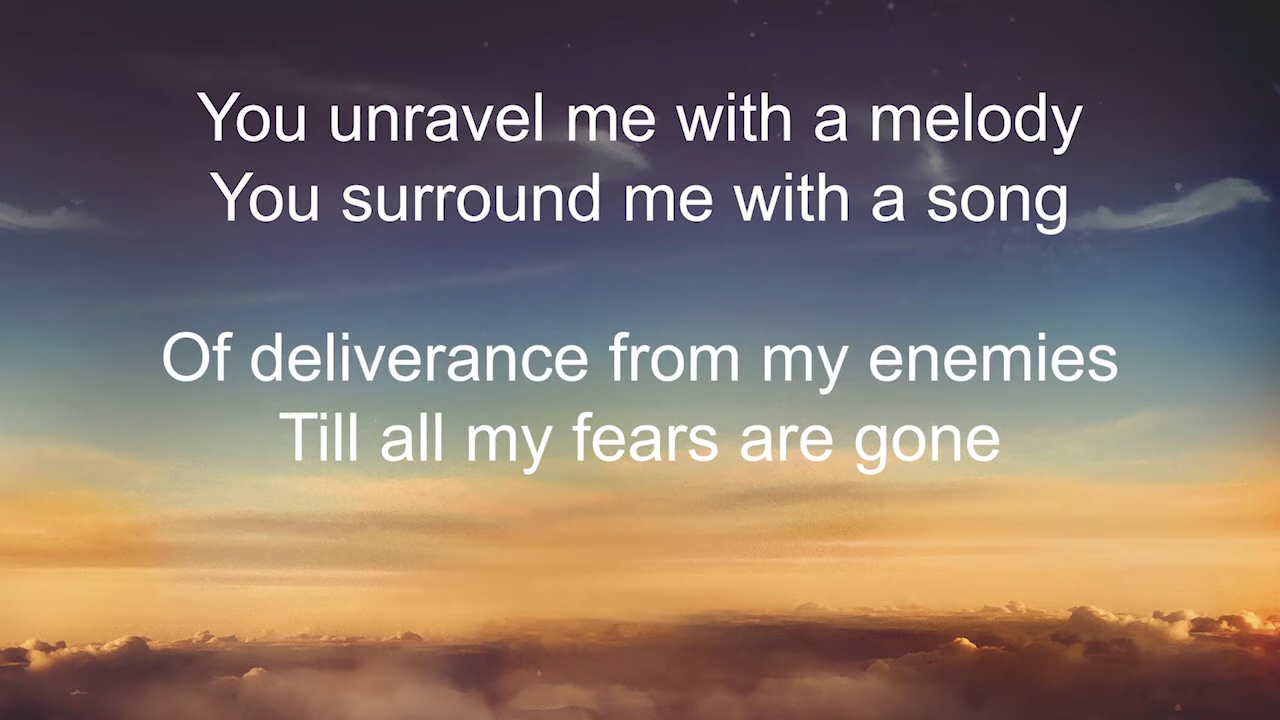 You unravel me with a melody
You surround me with a song
Of deliverance from my enemies
Till all my fears are gone